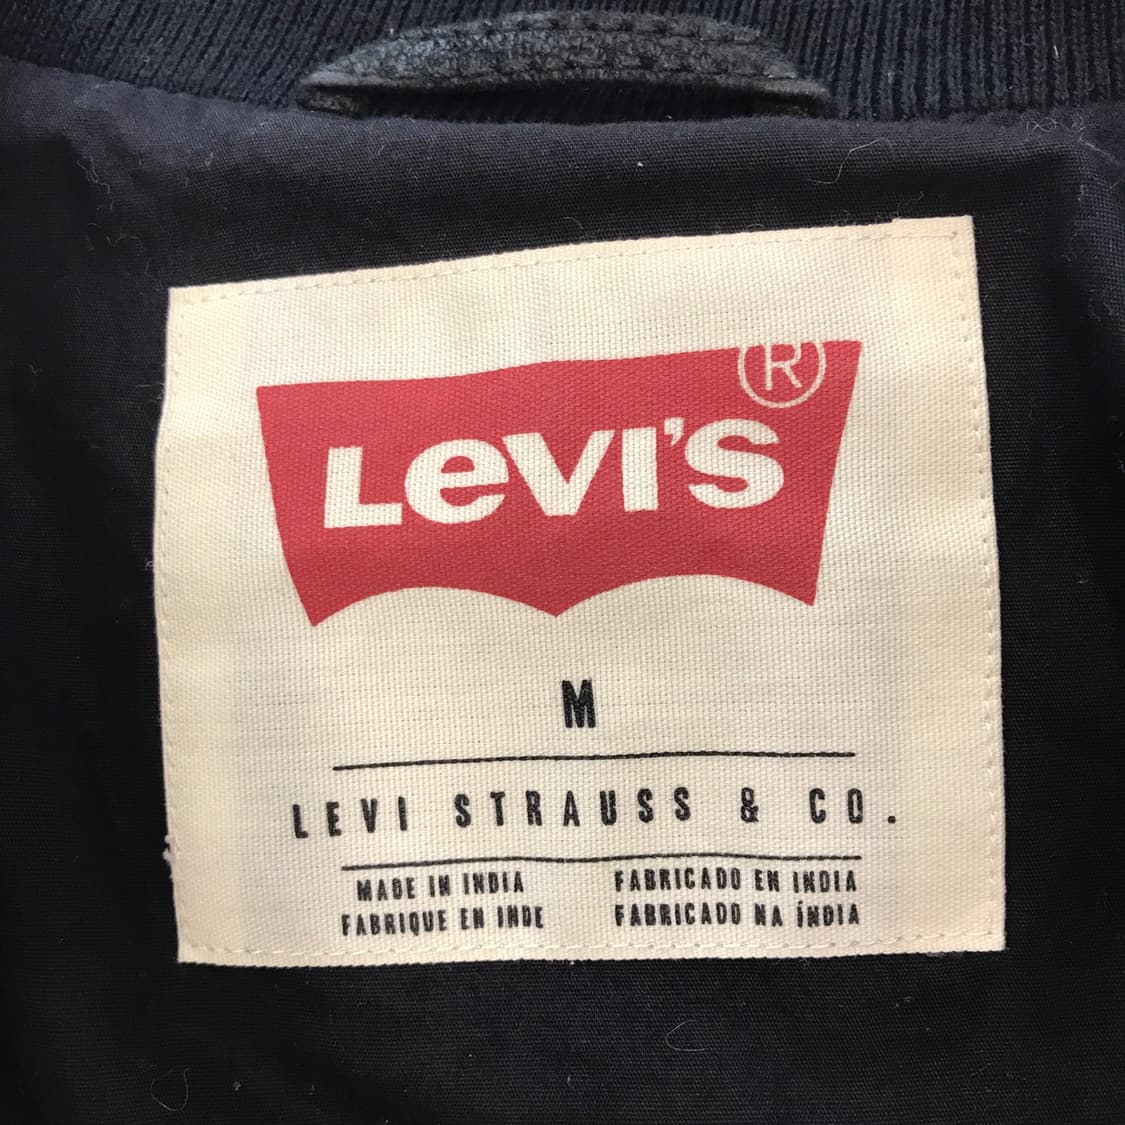 Levi's ®
M
LEVI STRAUSS & CO.
MADE IN INDIA
FABRIQUE EN INDE
FABRICADO EN INDIA
FABRICADO NA ÍNDIA